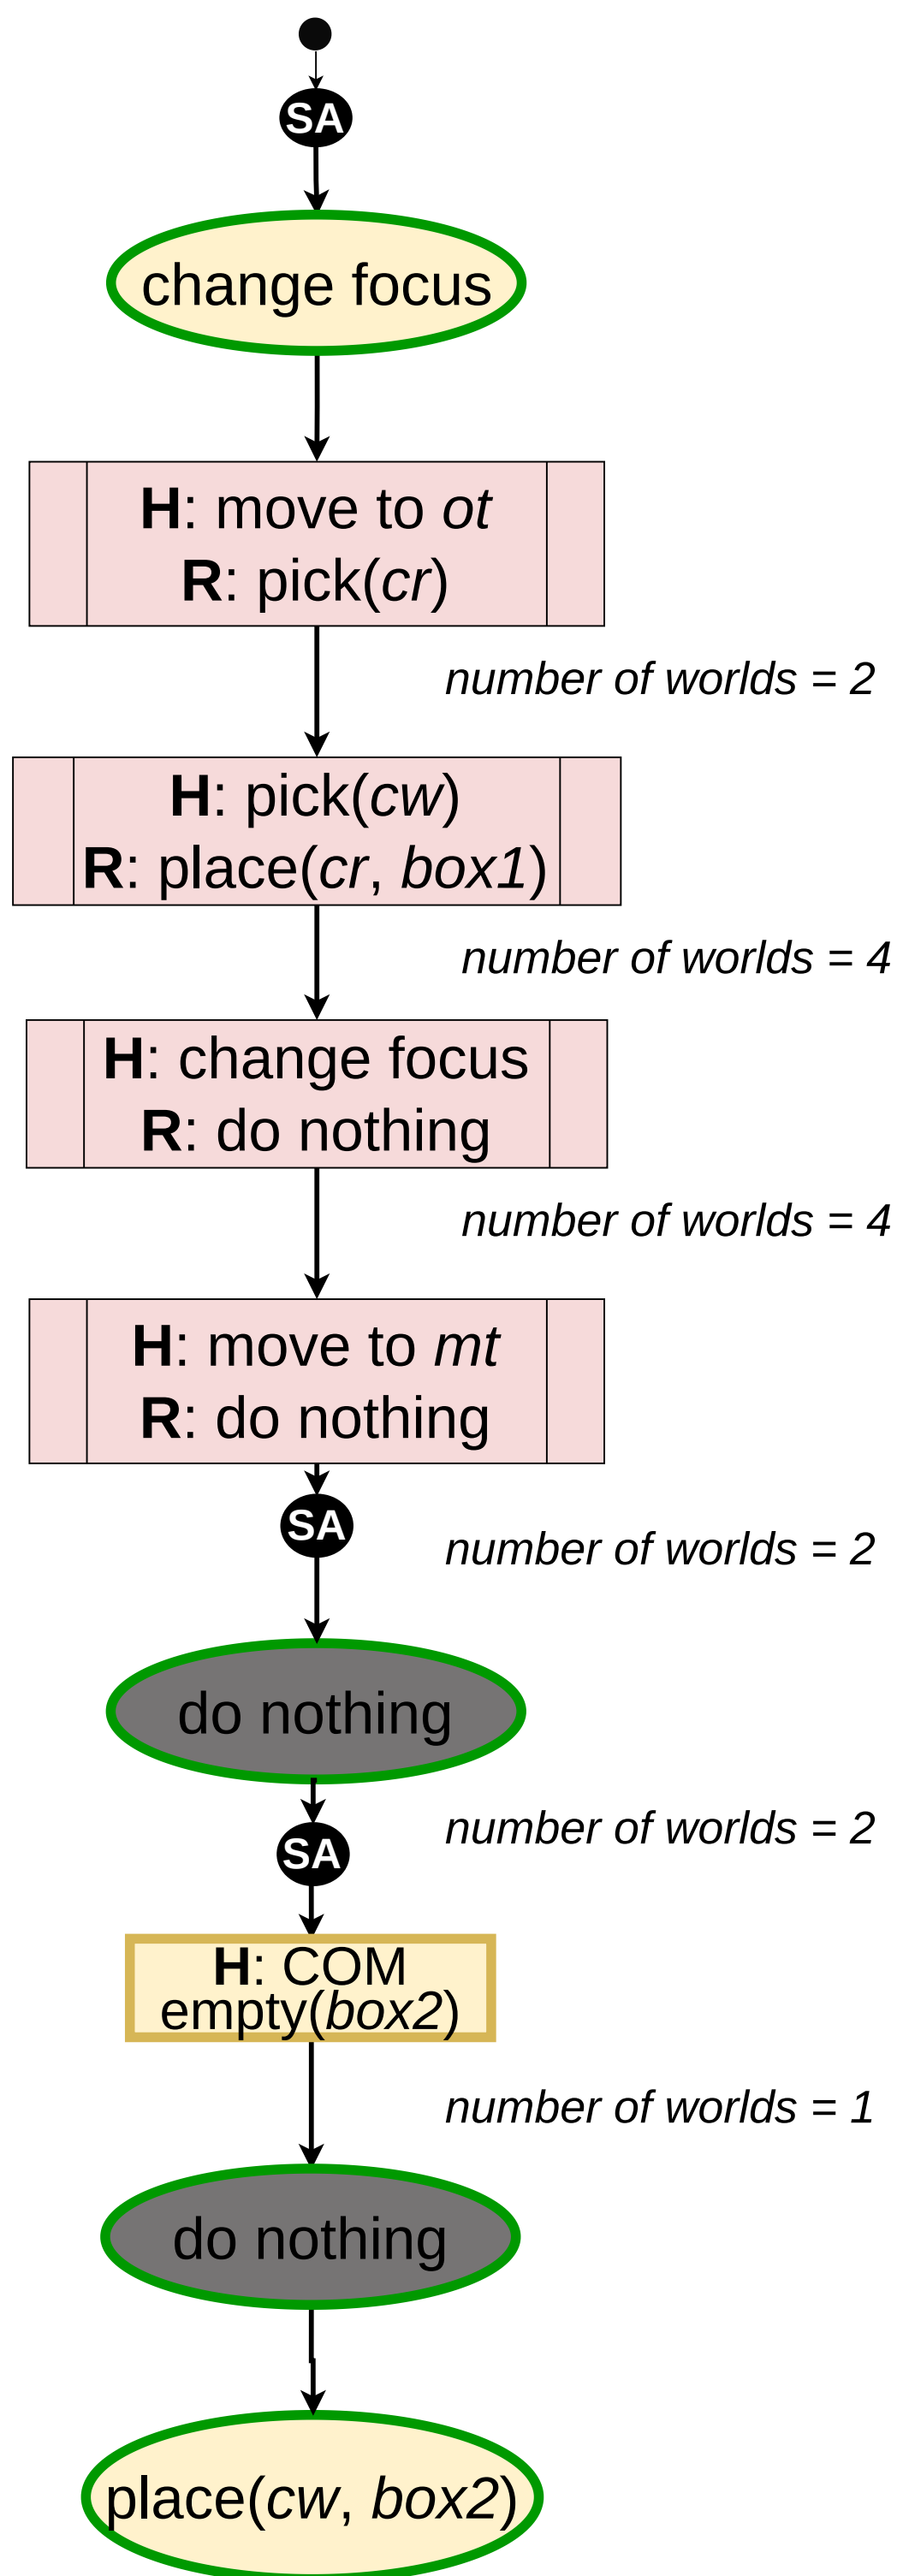 SA
change focus
H: move to ot
R: pick(cr)
number of worlds = 2
H: pick(cw)
R: place(cr, box1)
number of worlds = 4
H: change focus
R: do nothing
number of worlds = 4
H: move to mt
R: do nothing
SA
number of worlds = 2
do nothing
number of worlds = 2
SA
H: COM
empty(box2)
number of worlds = 1
do nothing
place(cw, box2)